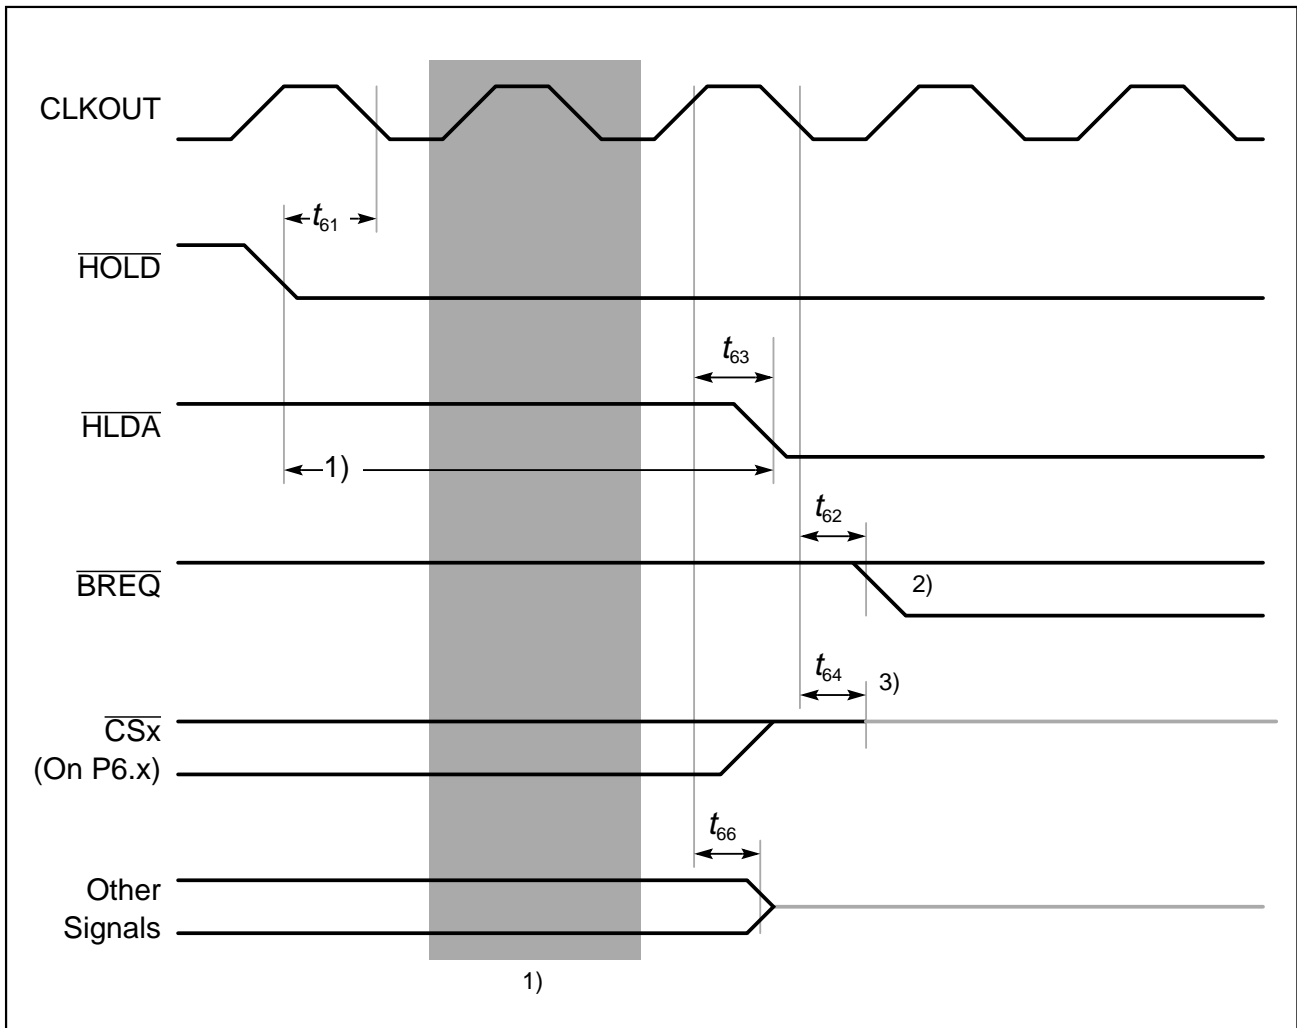 CLKOUT
t61
HOLD
t63
HLDA
1)
t62
BREQ
2)
t64
3)
CSx
(On P6.x)
t66
Other
Signals
1)